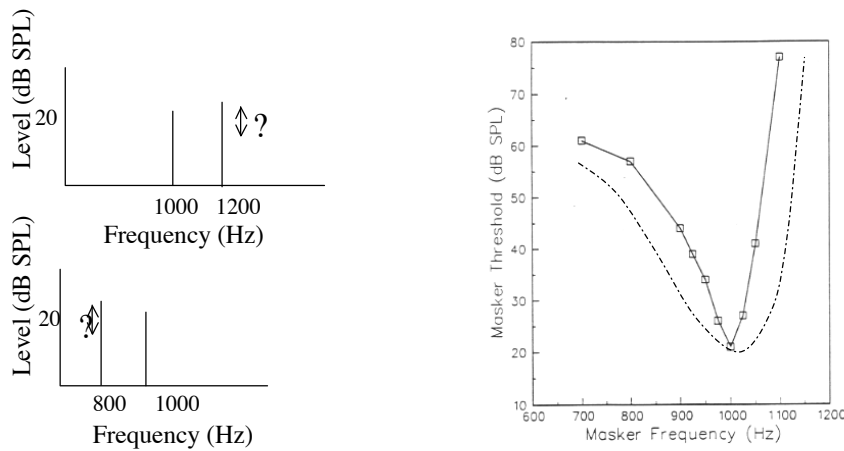 Level (dB SPL)
20
?
1000 1200
Frequency (Hz)
Level (dB SPL)
20
?
800 1000
Frequency (Hz)
80
70
60
50
40
30
20
10
Masker Threshold (dB SPL)
600 700 800 900 1000 1100 1200
Masker Frequency (Hz)